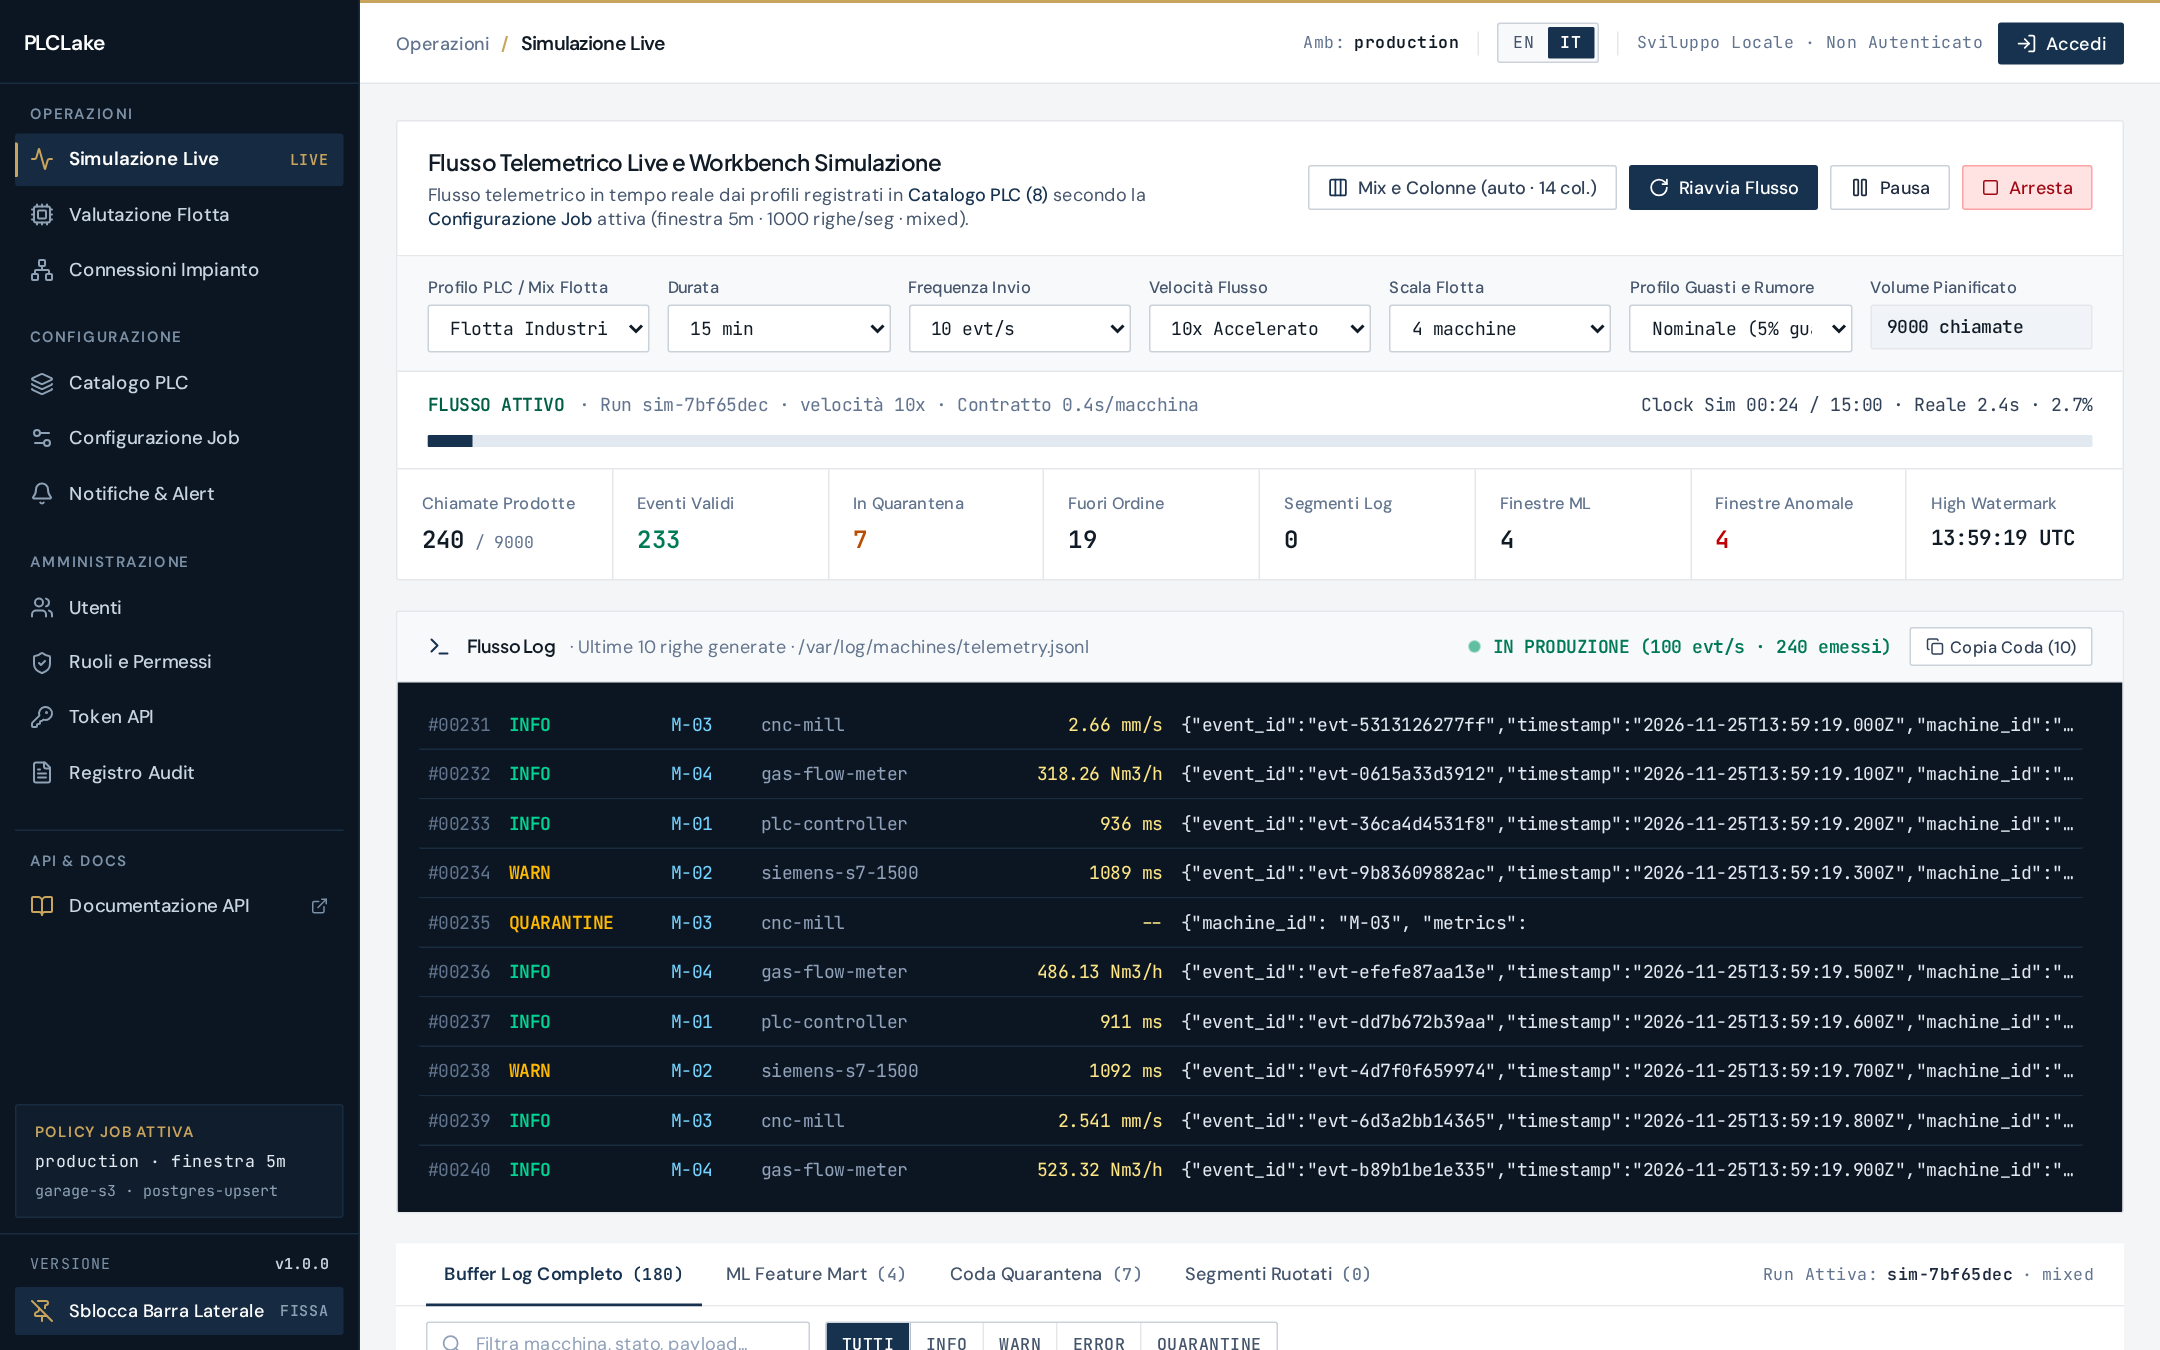 PLCLake
OPERAZIONI
Simulazione Live LIVE
Valutazione Flotta
Connessioni Impianto
CONFIGURAZIONE
Catalogo PLC
Configurazione Job
Notifiche & Alert
AMMINISTRAZIONE
Utenti
Ruoli e Permessi
Token API
Registro Audit
API & DOCS
Documentazione API
POLICY JOB ATTIVA
production · finestra 5m
garage-s3 · postgres-upsert
VERSIONE v1.0.0
Sblocca Barra Laterale FISSA
Operazioni / Simulazione Live
Amb: production EN IT Sviluppo Locale · Non Autenticato Accedi
Flusso Telemetrico Live e Workbench Simulazione
Flusso telemetrico in tempo reale dai profili registrati in Catalogo PLC (8) secondo la
Configurazione Job attiva (finestra 5m · 1000 righe/seg · mixed).
Mix e Colonne (auto · 14 col.) Riavvia Flusso Pausa Arresta
Profilo PLC / Mix Flotta Durata Frequenza Invio Velocità Flusso Scala Flotta Profilo Guasti e Rumore Volume Pianificato
Flotta Industri 15 min 10 evt/s 10x Accelerato 4 macchine Nominale (5% gu 9000 chiamate
FLUSSO ATTIVO · Run sim-7bf65dec · velocità 10x · Contratto 0.4s/macchina Clock Sim 00:24 / 15:00 · Reale 2.4s · 2.7%
Chiamate Prodotte Eventi Validi In Quarantena Fuori Ordine Segmenti Log Finestre ML Finestre Anomale High Watermark
240 / 9000 233 7 19 0 4 4 13:59:19 UTC
Flusso Log · Ultime 10 righe generate · /var/log/machines/telemetry.jsonl IN PRODUZIONE (100 evt/s · 240 emessi) Copia Coda (10)
#00231 INFO M-03 cnc-mill 2.66 mm/s {"event_id":"evt-5313126277ff","timestamp":"2026-11-25T13:59:19.000Z","machine_id":"…
#00232 INFO M-04 gas-flow-meter 318.26 Nm3/h {"event_id":"evt-0615a33d3912","timestamp":"2026-11-25T13:59:19.100Z","machine_id":"…
#00233 INFO M-01 plc-controller 936 ms {"event_id":"evt-36ca4d4531f8","timestamp":"2026-11-25T13:59:19.200Z","machine_id":"…
#00234 WARN M-02 siemens-s7-1500 1089 ms {"event_id":"evt-9b83609882ac","timestamp":"2026-11-25T13:59:19.300Z","machine_id":"…
#00235 QUARANTINE M-03 cnc-mill -- {"machine_id": "M-03", "metrics":
#00236 INFO M-04 gas-flow-meter 486.13 Nm3/h {"event_id":"evt-efefe87aa13e","timestamp":"2026-11-25T13:59:19.500Z","machine_id":"…
#00237 INFO M-01 plc-controller 911 ms {"event_id":"evt-dd7b672b39aa","timestamp":"2026-11-25T13:59:19.600Z","machine_id":"…
#00238 WARN M-02 siemens-s7-1500 1092 ms {"event_id":"evt-4d7f0f659974","timestamp":"2026-11-25T13:59:19.700Z","machine_id":"…
#00239 INFO M-03 cnc-mill 2.541 mm/s {"event_id":"evt-6d3a2bb14365","timestamp":"2026-11-25T13:59:19.800Z","machine_id":"…
#00240 INFO M-04 gas-flow-meter 523.32 Nm3/h {"event_id":"evt-b89b1be1e335","timestamp":"2026-11-25T13:59:19.900Z","machine_id":"…
Buffer Log Completo (180) ML Feature Mart (4) Coda Quarantena (7) Segmenti Ruotati (0) Run Attiva: sim-7bf65dec · mixed
Filtra macchina, stato, payload… TUTTI INFO WARN ERROR QUARANTINE